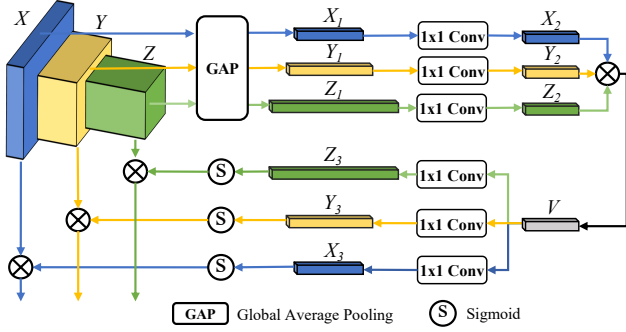 X Y Z
GAP
X1 1x1 Conv X2
Y1 1x1 Conv Y2
Z1 1x1 Conv Z2
S Z3 1x1 Conv
S Y3 1x1 Conv V
S X3 1x1 Conv
GAP Global Average Pooling S Sigmoid